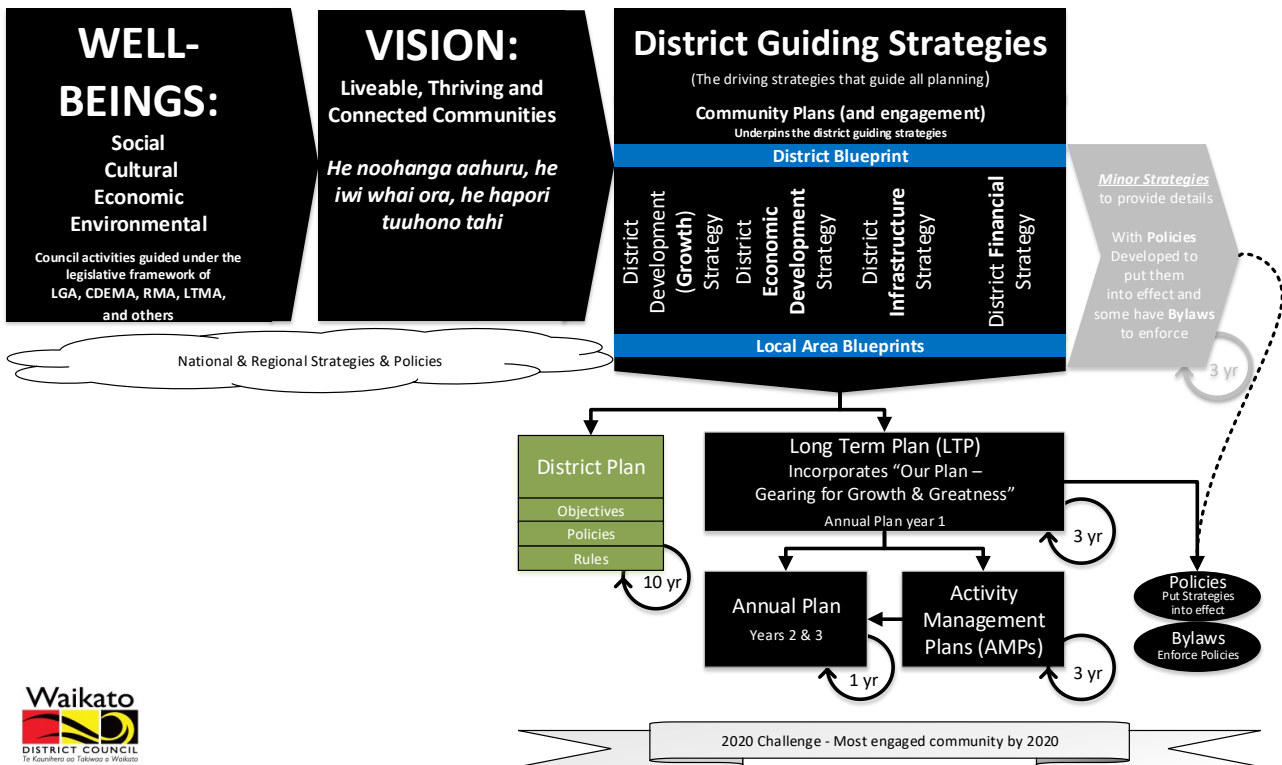 WELL-
BEINGS:
Social
Cultural
Economic
Environmental
Council activities guided under the
legislative framework of
LGA, CDEMA, RMA, LTMA,
and others
VISION:
Liveable, Thriving and
Connected Communities
He noohanga aahuru, he
iwi whai ora, he hapori
tuuhono tahi
National & Regional Strategies & Policies
District Guiding Strategies
(The driving strategies that guide all planning)
Community Plans (and engagement)
Underpins the district guiding strategies
District Blueprint
District
Development
(Growth)
Strategy
District
Economic
Development
Strategy
District
Infrastructure
Strategy
District Financial
Strategy
Local Area Blueprints
Minor Strategies
to provide details
With Policies
Developed to
put them
into effect and
some have Bylaws
to enforce
3 yr
District Plan
Objectives
Policies
Rules
10 yr
Long Term Plan (LTP)
Incorporates “Our Plan –
Gearing for Growth & Greatness”
Annual Plan year 1
3 yr
Annual Plan
Years 2 & 3
1 yr
Activity
Management
Plans (AMPs)
3 yr
Policies
Put Strategies
into effect
Bylaws
Enforce Policies
Waikato
DISTRICT COUNCIL
Te Kaunihera aa Takiwaa o Waikato
2020 Challenge - Most engaged community by 2020